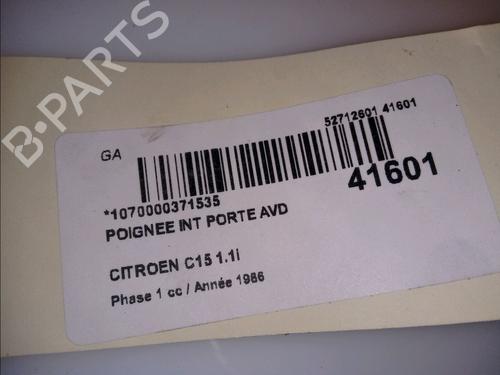 B-PARTS
52712601 41601
GA
41601
*1070000371535
POIGNEE INT PORTE AVD
CITROEN C15 1.1i
Phase 1 cc / Année 1986